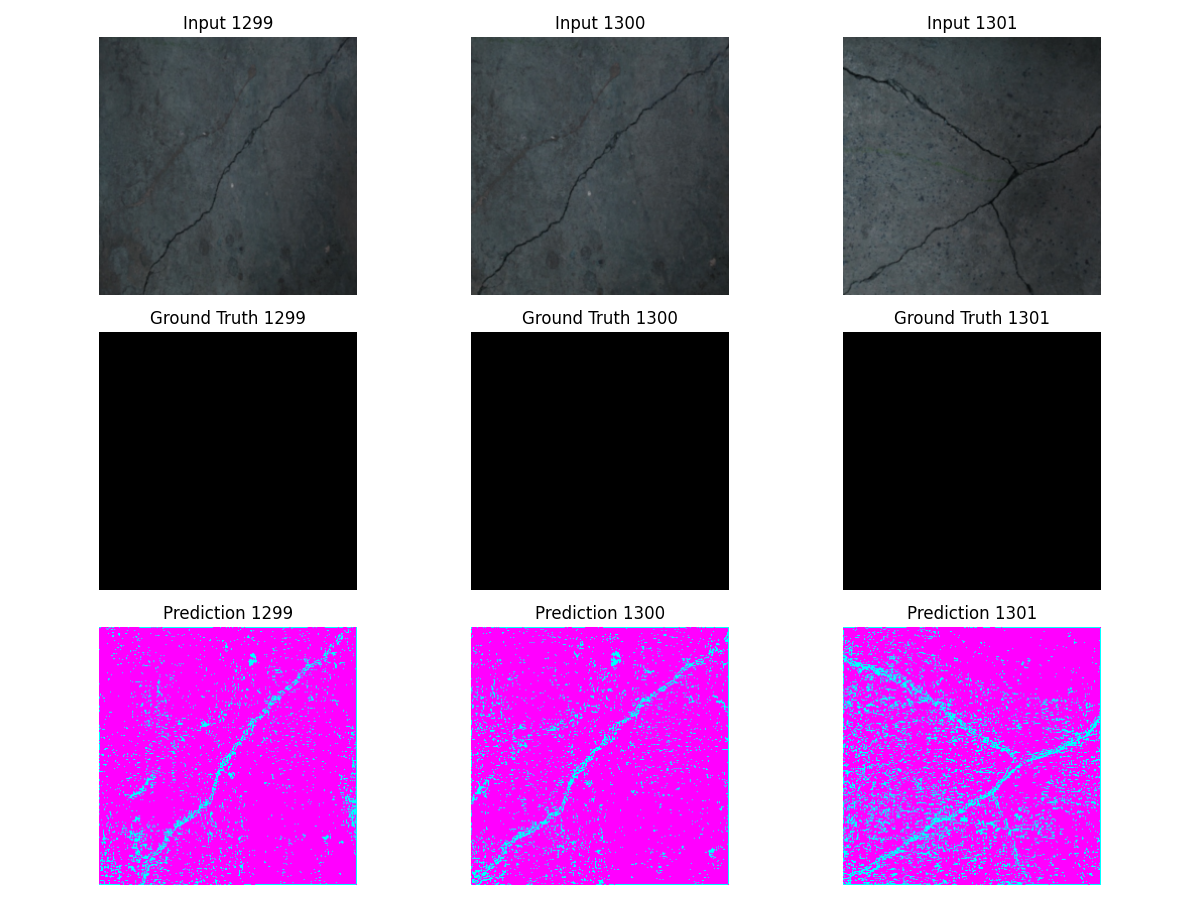 Input 1299
Input 1300
Input 1301
Ground Truth 1299
Ground Truth 1300
Ground Truth 1301
Prediction 1299
Prediction 1300
Prediction 1301